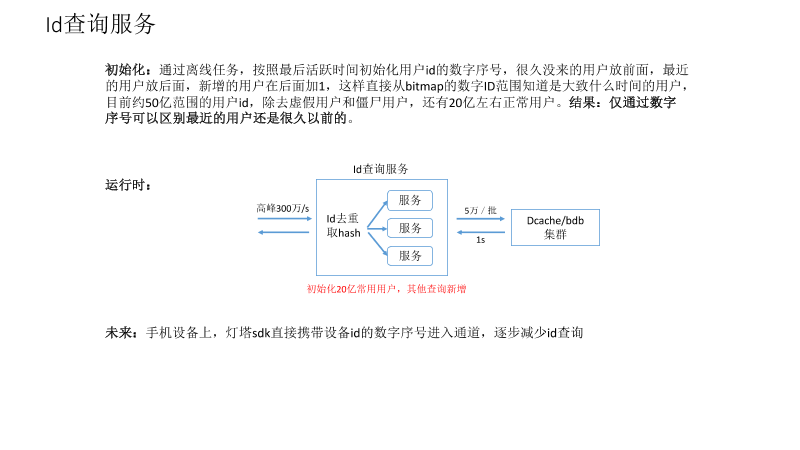 Id查询服务
初始化：通过离线任务，按照最后活跃时间初始化用户id的数字序号，很久没来的用户放前面，最近
的用户放后面，新增的用户在后面加1，这样直接从bitmap的数字ID范围知道是大致什么时间的用户，
目前约50亿范围的用户id，除去虚假用户和僵尸用户，还有20亿左右正常用户。结果：仅通过数字
序号可以区别最近的用户还是很久以前的。
运行时：
Id查询服务
高峰300万/s
Id去重
取hash
服务
服务
服务
5万／批
1s
Dcache/bdb
集群
初始化20亿常用用户，其他查询新增
未来：手机设备上，灯塔sdk直接携带设备id的数字序号进入通道，逐步减少id查询